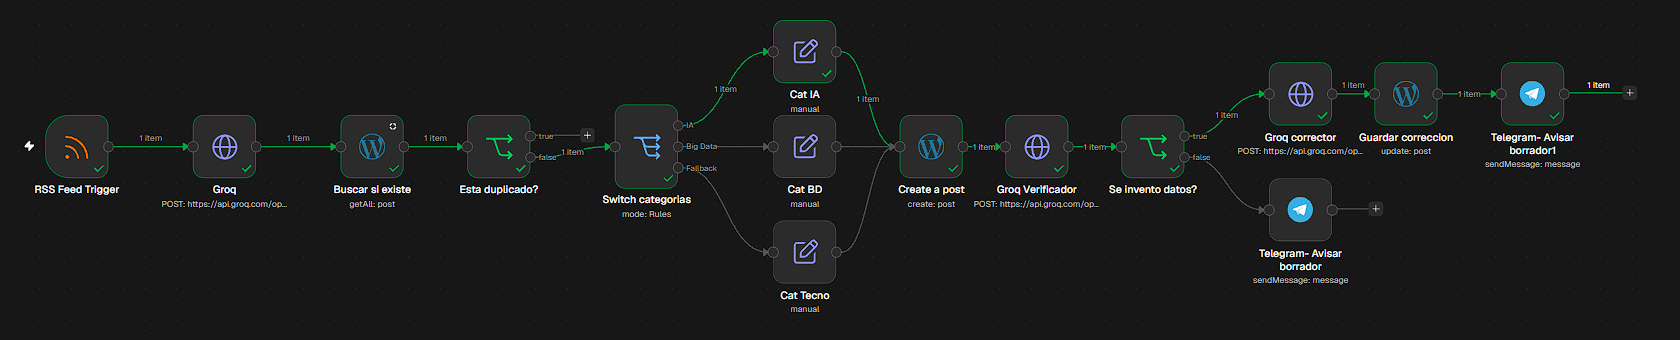 RSS Feed Trigger
1 item
Groq
POST: https://api.groq.com/op...
1 item
Buscar si existe
getAll: post
1 item
Esta duplicado?
true
false
1 item
Switch categorias
mode: Rules
IA
Big Data
Fallback
1 item
Cat IA
manual
Cat BD
manual
Cat Tecno
manual
1 item
Create a post
create: post
1 item
Groq Verificador
POST: https://api.groq.com/op...
1 item
Se invento datos?
true
false
1 item
Groq corrector
POST: https://api.groq.com/op...
1 item
Guardar correccion
update: post
1 item
Telegram- Avisar
borrador1
sendMessage: message
1 item
Telegram- Avisar
borrador
sendMessage: message